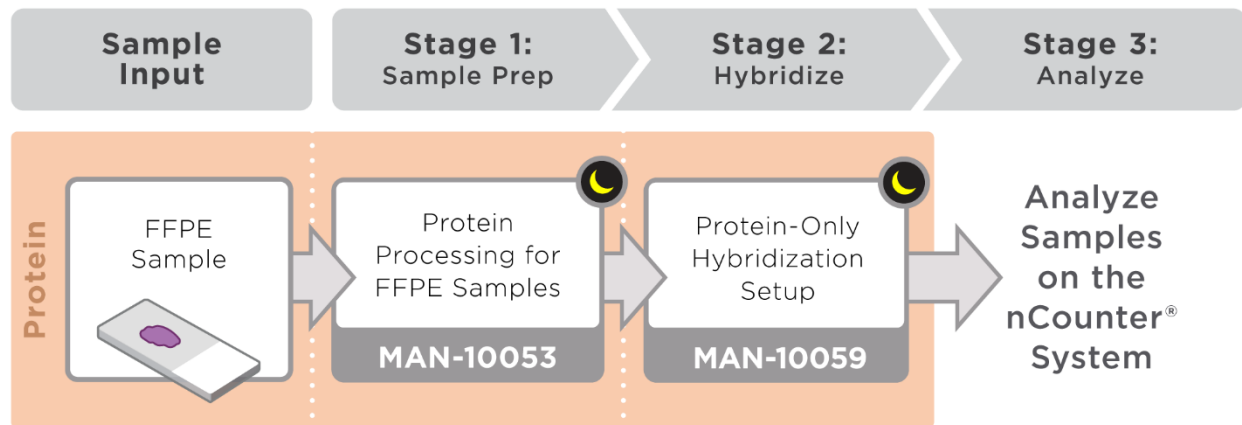 Sample
Input
Stage 1:
Sample Prep
Stage 2:
Hybridize
Stage 3:
Analyze
Protein
FFPE
Sample
Protein
Processing for
FFPE Samples
MAN-10053
Protein-Only
Hybridization
Setup
MAN-10059
Analyze
Samples
on the
nCounter®
System